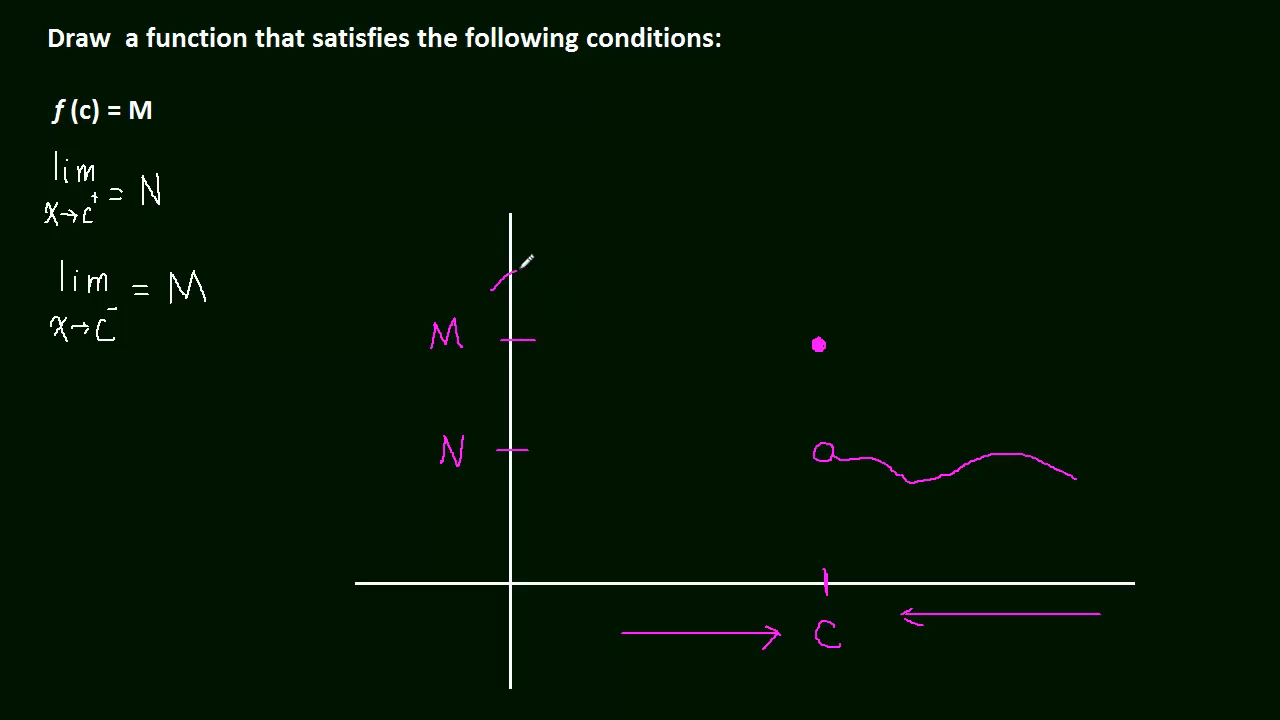 Draw a function that satisfies the following conditions:
f (c) = M
lim
x→c⁺ = N
lim
x→c⁻ = M
M
N
C